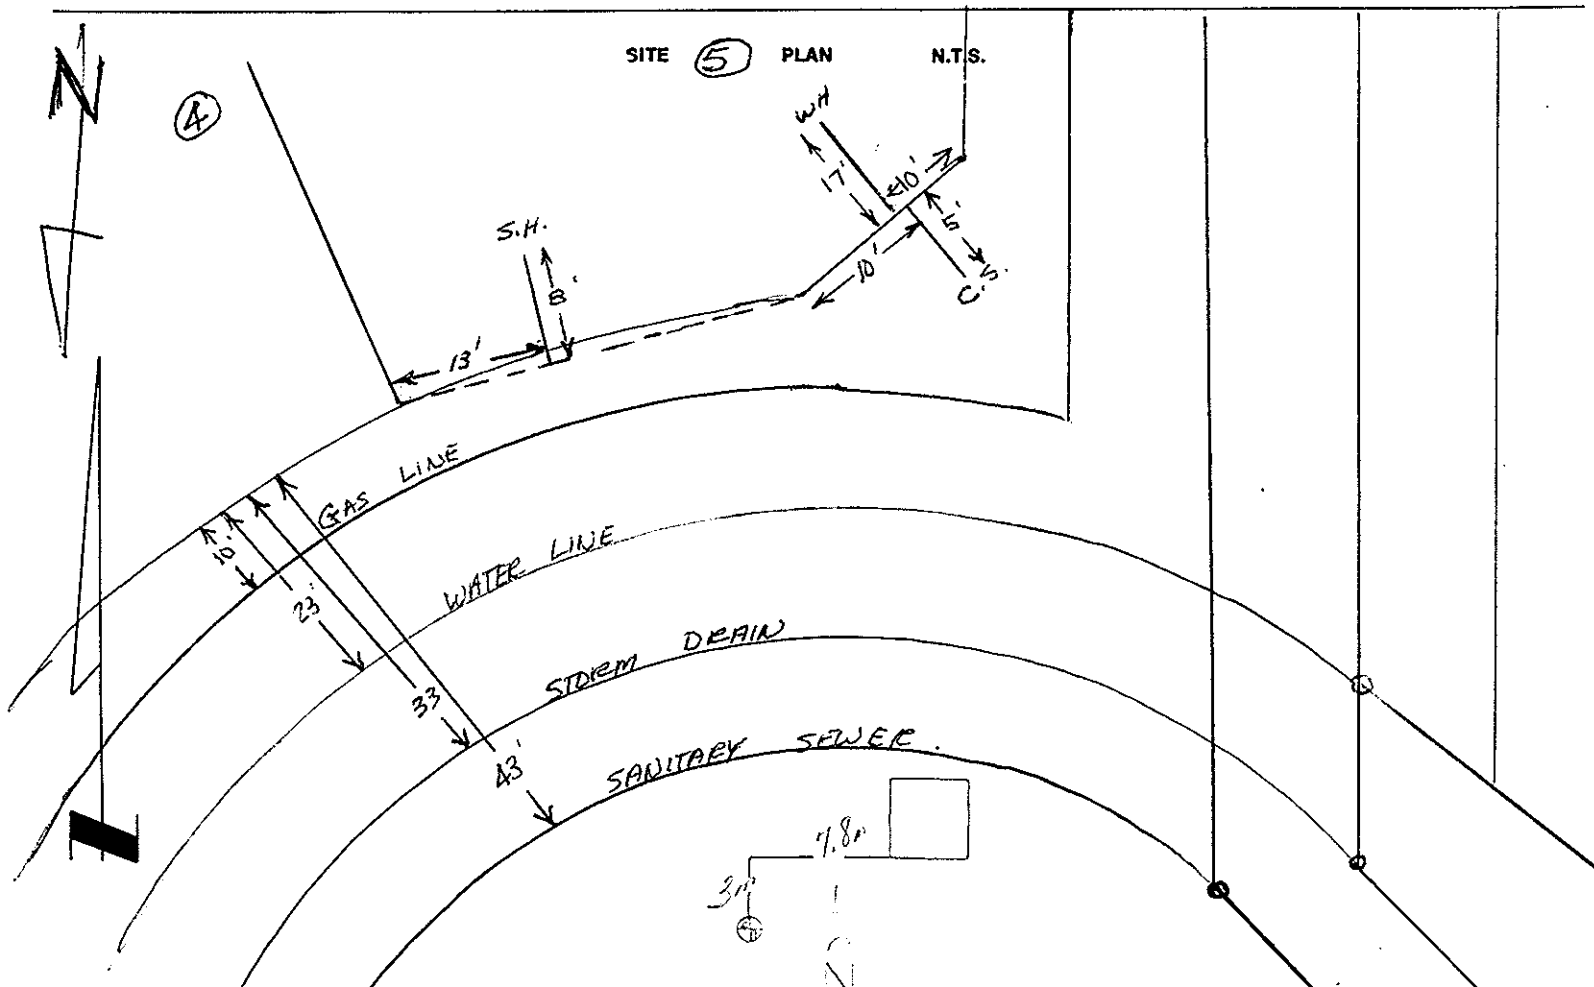 SITE 5 PLAN N.T.S.
N
4
WH
17'
10'
5'
10'
C.S.
S.H.
8'
13'
GAS LINE
10'
WATER LINE
23'
STORM DRAIN
33
SANITARY SEWER.
43'
7.8m
3m
N